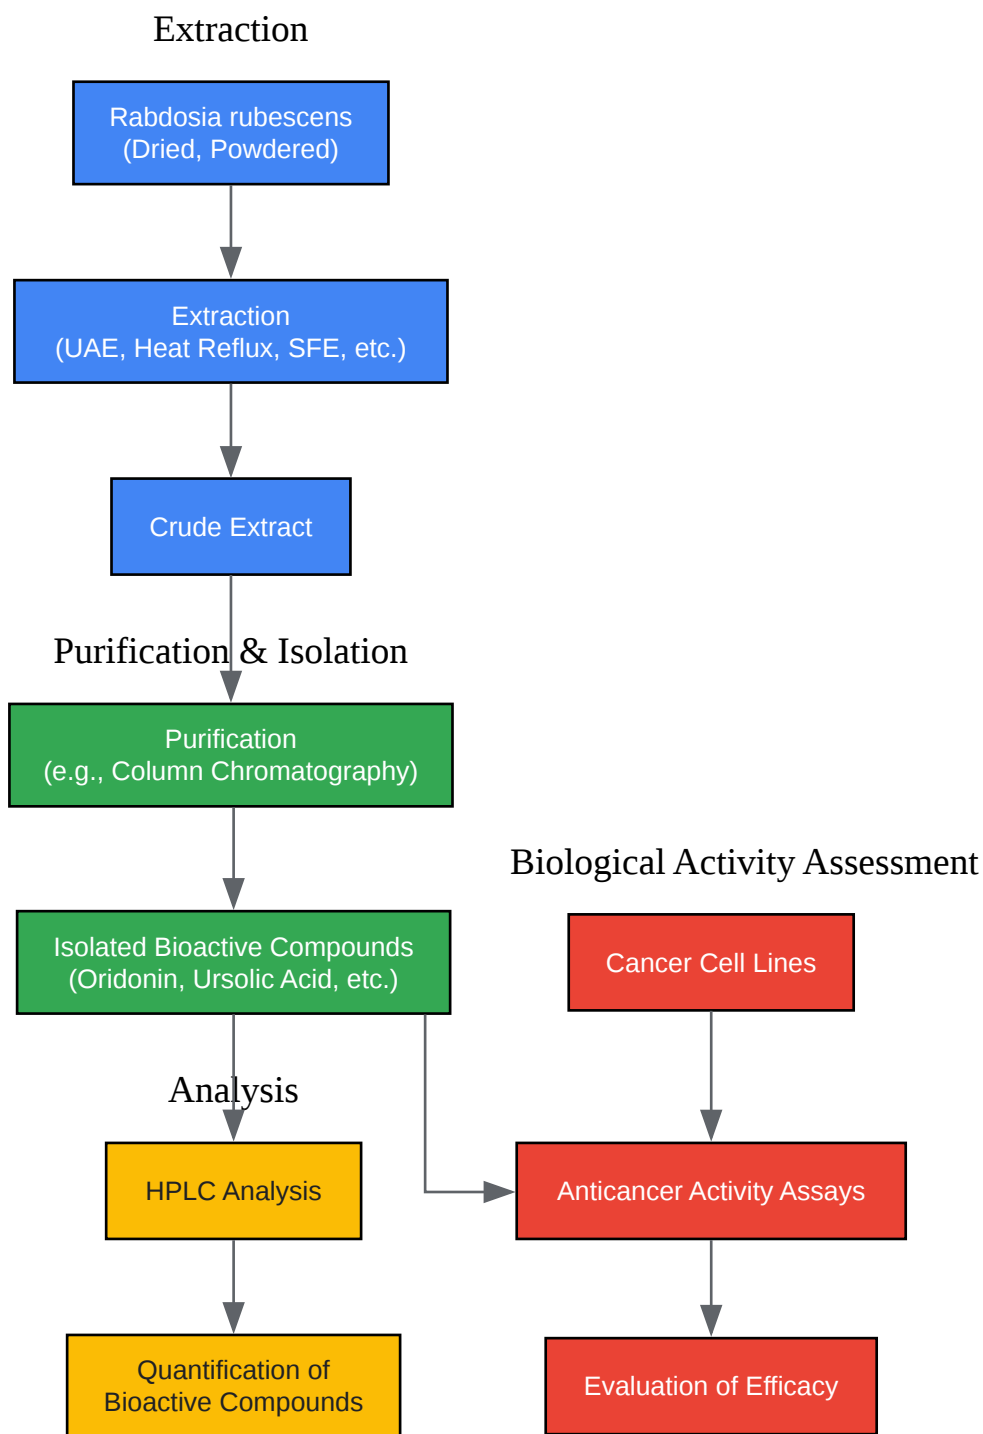 Extraction
Rabdosia rubescens
(Dried, Powdered)
Extraction
(UAE, Heat Reflux, SFE, etc.)
Crude Extract
Purification & Isolation
Purification
(e.g., Column Chromatography)
Isolated Bioactive Compounds
(Oridonin, Ursolic Acid, etc.)
Analysis
HPLC Analysis
Quantification of
Bioactive Compounds
Biological Activity Assessment
Cancer Cell Lines
Anticancer Activity Assays
Evaluation of Efficacy